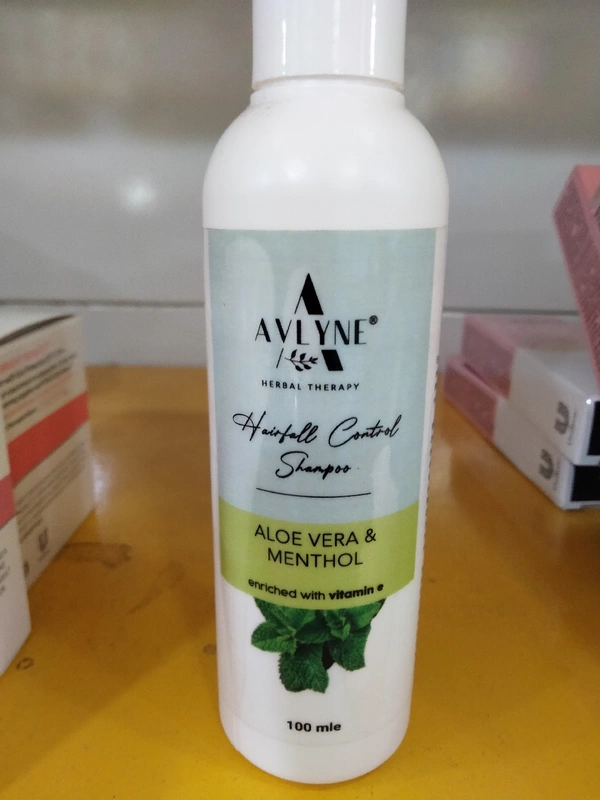 AVLYNE®
HERBAL THERAPY
Hairfall Control
Shampoo
ALOE VERA &
MENTHOL
enriched with vitamin e
100 mle